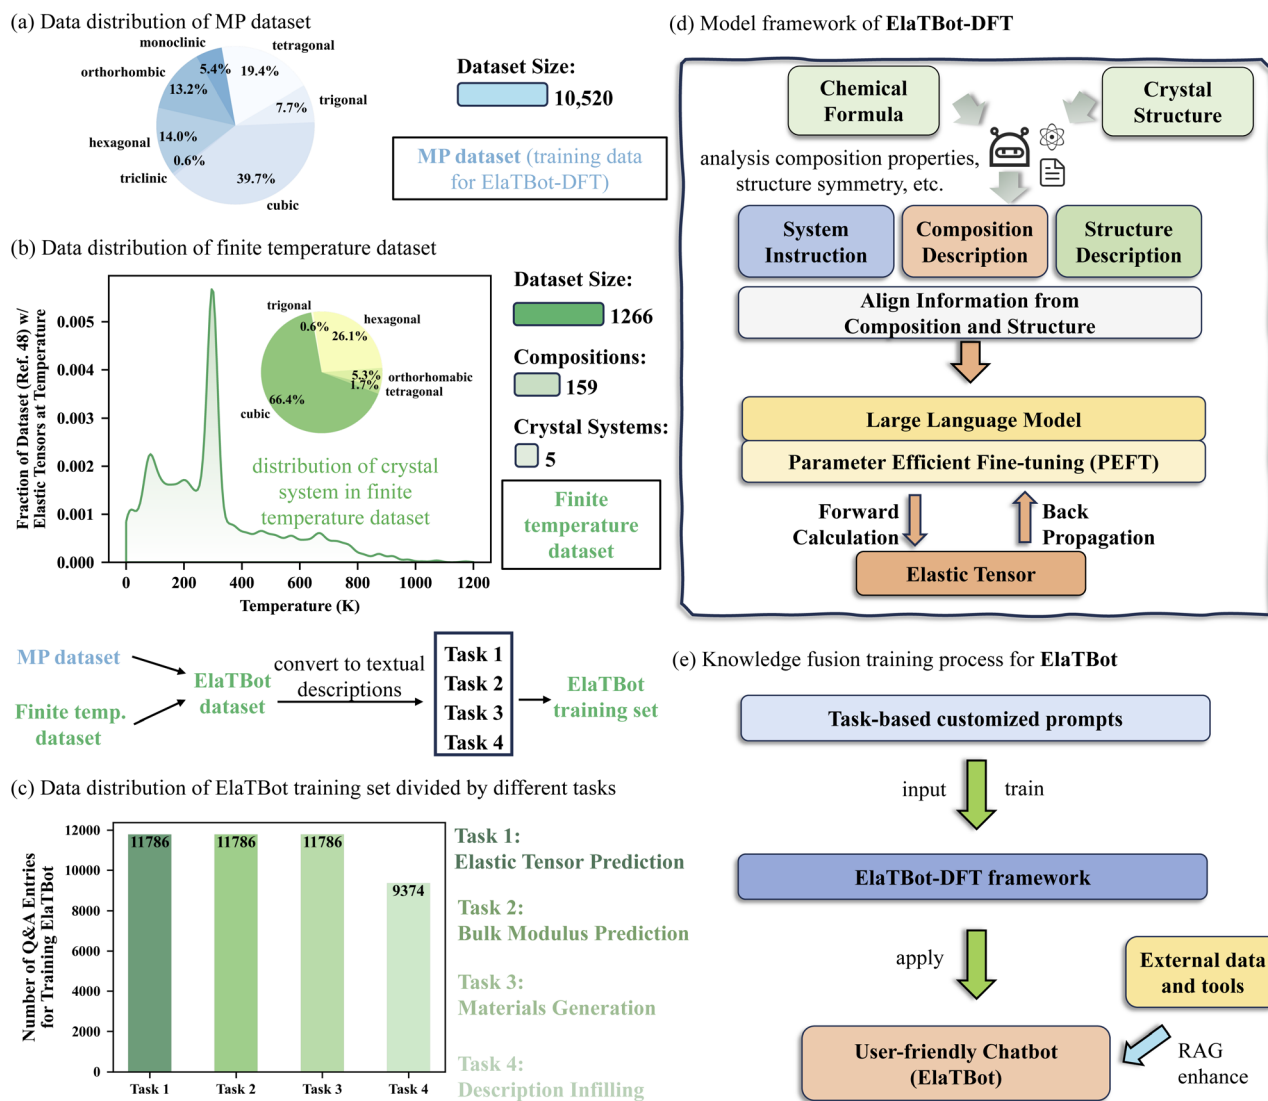 (a) Data distribution of MP dataset
monoclinic
tetragonal
5.4%
19.4%
orthorhombic
13.2%
7.7%
trigonal
hexagonal
14.0%
0.6%
triclinic
39.7%
cubic
Dataset Size:
10,520
MP dataset (training data
for ElaTBot-DFT)
(b) Data distribution of finite temperature dataset
Fraction of Dataset (Ref. 48) w/
Elastic Tensors at Temperature
0.005
0.004
0.003
0.002
0.001
0.000
0
200
400
600
800
1000
1200
Temperature (K)
trigonal
0.6%
hexagonal
26.1%
5.3%
orthorhomabic
1.7%
tetragonal
66.4%
cubic
distribution of crystal
system in finite
temperature dataset
Dataset Size:
1266
Compositions:
159
Crystal Systems:
5
Finite
temperature
dataset
MP dataset
Finite temp.
dataset
ElaTBot
dataset
convert to textual
descriptions
Task 1
Task 2
Task 3
Task 4
ElaTBot
training set
(c) Data distribution of ElaTBot training set divided by different tasks
Number of Q&A Entries
for Training ElaTBot
12000
10000
8000
6000
4000
2000
0
11786
11786
11786
9374
Task 1
Task 2
Task 3
Task 4
Task 1:
Elastic Tensor Prediction
Task 2:
Bulk Modulus Prediction
Task 3:
Materials Generation
Task 4:
Description Infilling
(d) Model framework of ElaTBot-DFT
Chemical
Formula
Crystal
Structure
analysis composition properties,
structure symmetry, etc.
System
Instruction
Composition
Description
Structure
Description
Align Information from
Composition and Structure
Large Language Model
Parameter Efficient Fine-tuning (PEFT)
Forward
Calculation
Back
Propagation
Elastic Tensor
(e) Knowledge fusion training process for ElaTBot
Task-based customized prompts
input
train
ElaTBot-DFT framework
apply
External data
and tools
User-friendly Chatbot
(ElaTBot)
RAG
enhance